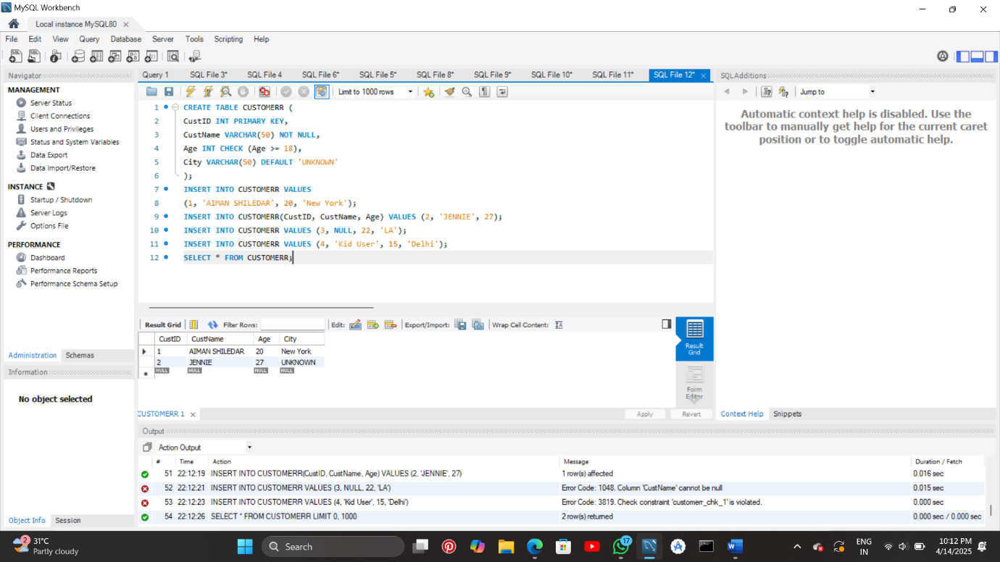 MySQL Workbench
Local instance MySQL80
File Edit View Query Database Server Tools Scripting Help
Navigator
MANAGEMENT
Server Status
Client Connections
Users and Privileges
Status and System Variables
Data Export
Data Import/Restore
INSTANCE
Startup / Shutdown
Server Logs
Options File
PERFORMANCE
Dashboard
Performance Reports
Performance Schema Setup
Administration Schemas
Information
No object selected
Object Info Session
Query 1 SQL File 3* SQL File 4 SQL File 6* SQL File 5* SQL File 8* SQL File 9* SQL File 10* SQL File 11* SQL File 12*
Limit to 1000 rows
1 CREATE TABLE CUSTOMERR (
2 CustID INT PRIMARY KEY,
3 CustName VARCHAR(50) NOT NULL,
4 Age INT CHECK (Age >= 18),
5 City VARCHAR(50) DEFAULT 'UNKNOWN'
6 );
7 INSERT INTO CUSTOMERR VALUES
8 (1, 'AIMAN SHILEDAR', 20, 'New York');
9 INSERT INTO CUSTOMERR(CustID, CustName, Age) VALUES (2, 'JENNIE', 27);
10 INSERT INTO CUSTOMERR VALUES (3, NULL, 22, 'LA');
11 INSERT INTO CUSTOMERR VALUES (4, 'Kid User', 15, 'Delhi');
12 SELECT * FROM CUSTOMERR;
Result Grid Filter Rows: Edit: Export/Import: Wrap Cell Content:
CustID CustName Age City
1 AIMAN SHILEDAR 20 New York
2 JENNIE 27 UNKNOWN
NULL NULL NULL NULL
Result
Grid
Form
Editor
CUSTOMERR 1 Apply Revert
SQLAdditions
Jump to
Automatic context help is disabled. Use the
toolbar to manually get help for the current caret
position or to toggle automatic help.
Context Help Snippets
Output
Action Output
# Time Action Message Duration / Fetch
51 22:12:19 INSERT INTO CUSTOMERR(CustID, CustName, Age) VALUES (2, 'JENNIE', 27) 1 row(s) affected 0.016 sec
52 22:12:21 INSERT INTO CUSTOMERR VALUES (3, NULL, 22, 'LA') Error Code: 1048. Column 'CustName' cannot be null 0.015 sec
53 22:12:23 INSERT INTO CUSTOMERR VALUES (4, 'Kid User', 15, 'Delhi') Error Code: 3819. Check constraint 'customerr_chk_1' is violated. 0.000 sec
54 22:12:26 SELECT * FROM CUSTOMERR LIMIT 0, 1000 2 row(s) returned 0.000 sec / 0.000 sec
2
31°C
Partly cloudy
Search
17
ENG
IN
10:12 PM
4/14/2025